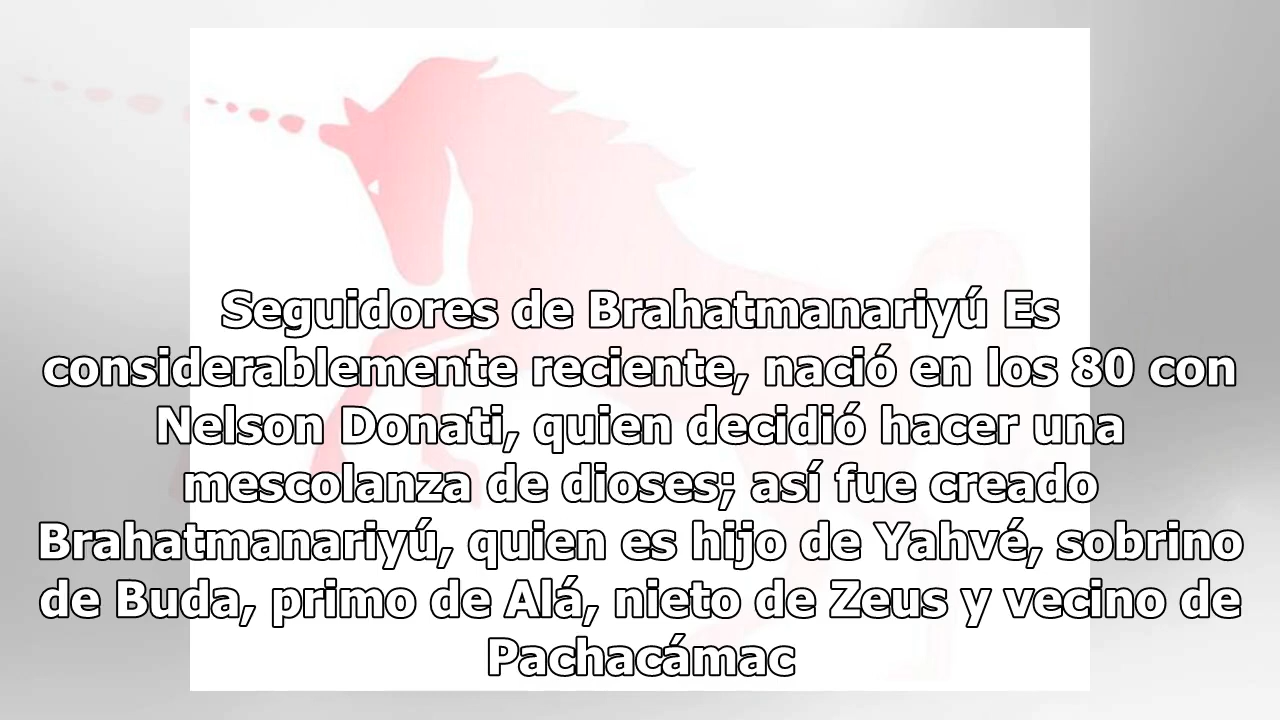 Seguidores de Brahatmanariyú Es
considerablemente reciente, nació en los 80 con
Nelson Donati, quien decidió hacer una
mescolanza de dioses; así fue creado
Brahatmanariyú, quien es hijo de Yahvé, sobrino
de Buda, primo de Alá, nieto de Zeus y vecino de
Pachacámac